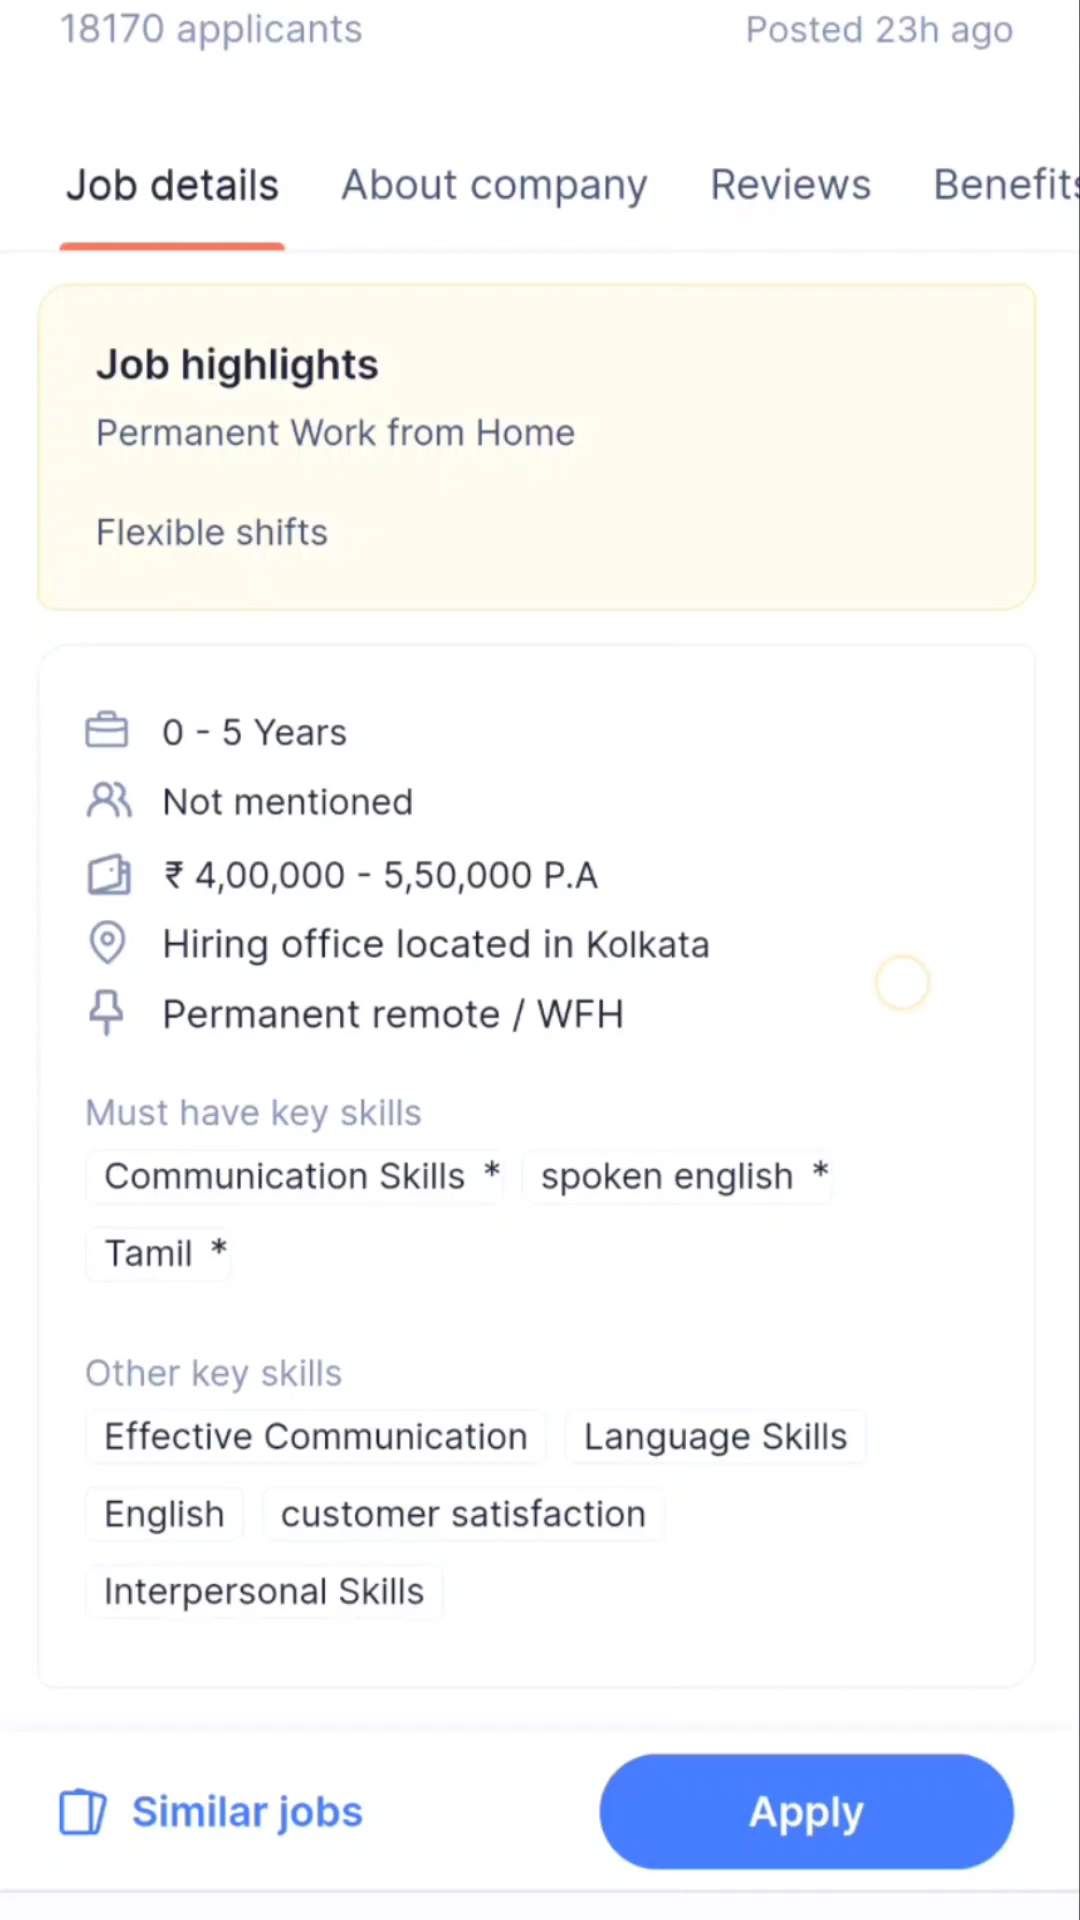 18170 applicants Posted 23h ago
Job details About company Reviews Benefits
Job highlights
Permanent Work from Home
Flexible shifts
0 - 5 Years
Not mentioned
₹ 4,00,000 - 5,50,000 P.A
Hiring office located in Kolkata
Permanent remote / WFH
Must have key skills
Communication Skills * spoken english *
Tamil *
Other key skills
Effective Communication Language Skills
English customer satisfaction
Interpersonal Skills
Similar jobs Apply